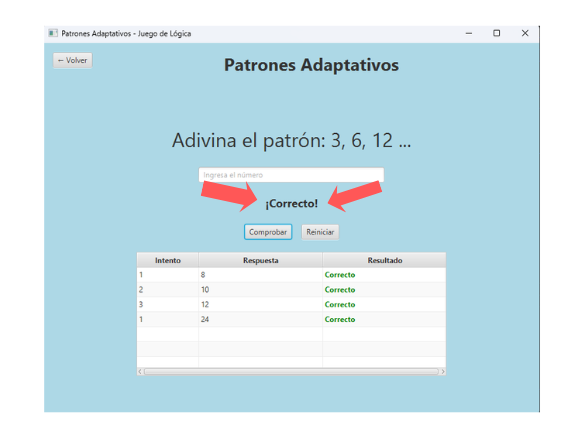 Patrones Adaptativos - Juego de Lógica
← Volver
Patrones Adaptativos
Adivina el patrón: 3, 6, 12 ...
Ingresa el número
¡Correcto!
Comprobar Reiniciar
Intento Respuesta Resultado
1 8 Correcto
2 10 Correcto
3 12 Correcto
1 24 Correcto